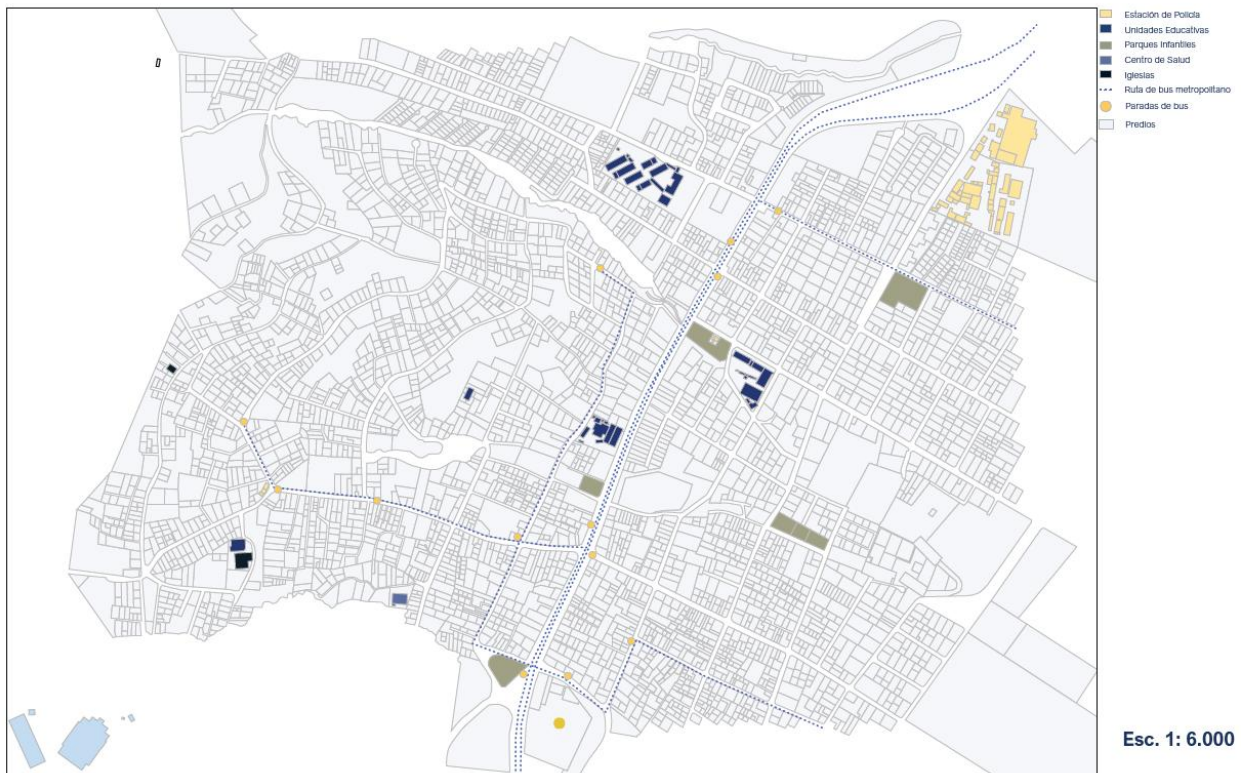 Estación de Policía
Unidades Educativas
Parques Infantiles
Centro de Salud
Iglesias
Ruta de bus metropolitano
Paradas de bus
Predios
Esc. 1: 6.000